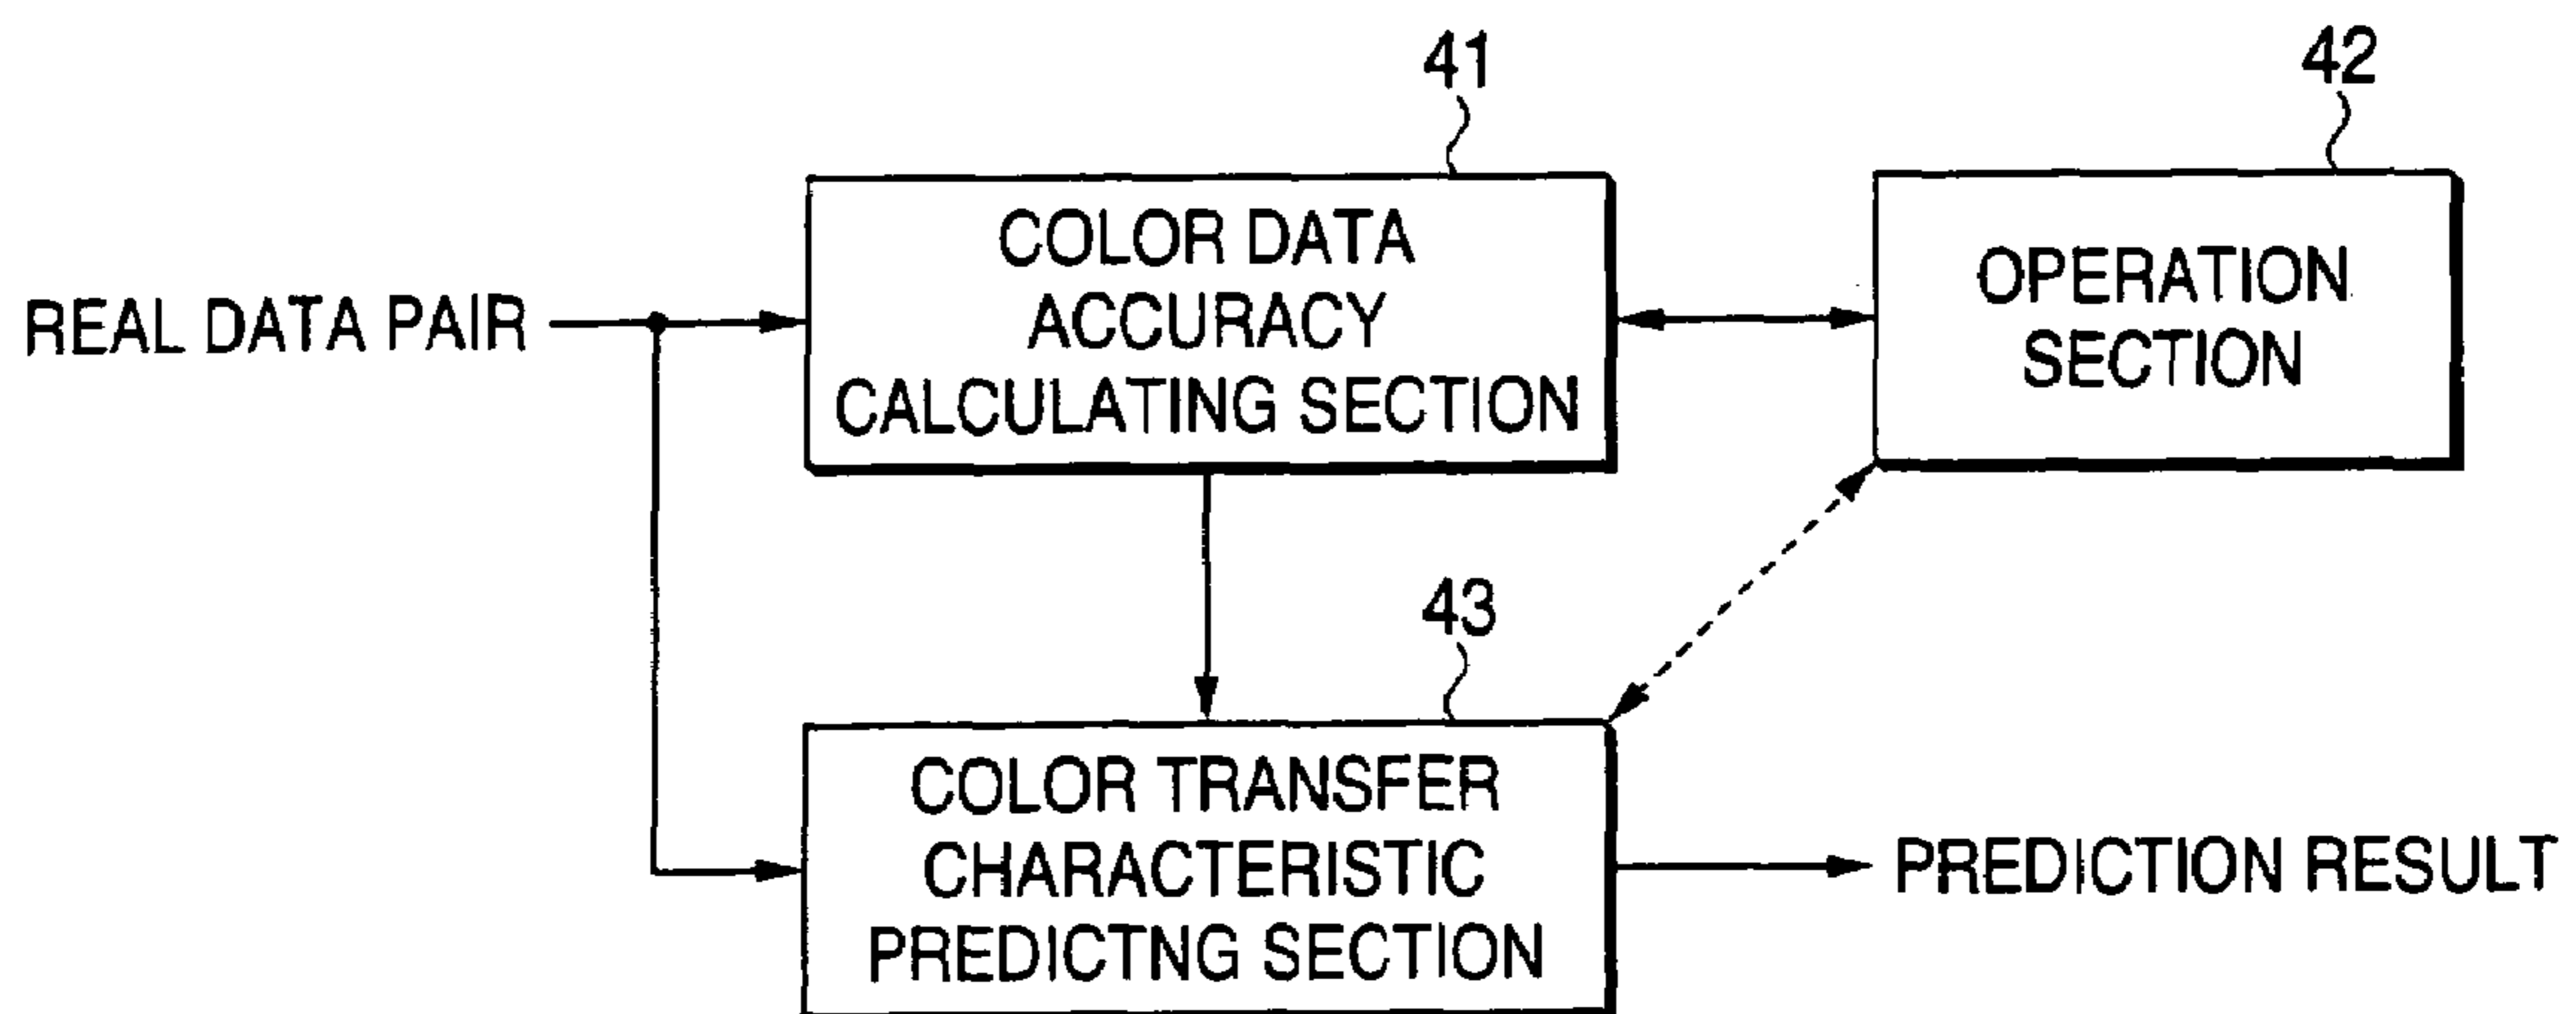 41
42
COLOR DATA
ACCURACY
CALCULATING SECTION
OPERATION
SECTION
REAL DATA PAIR
43
COLOR TRANSFER
CHARACTERISTIC
PREDICTNG SECTION
PREDICTION RESULT